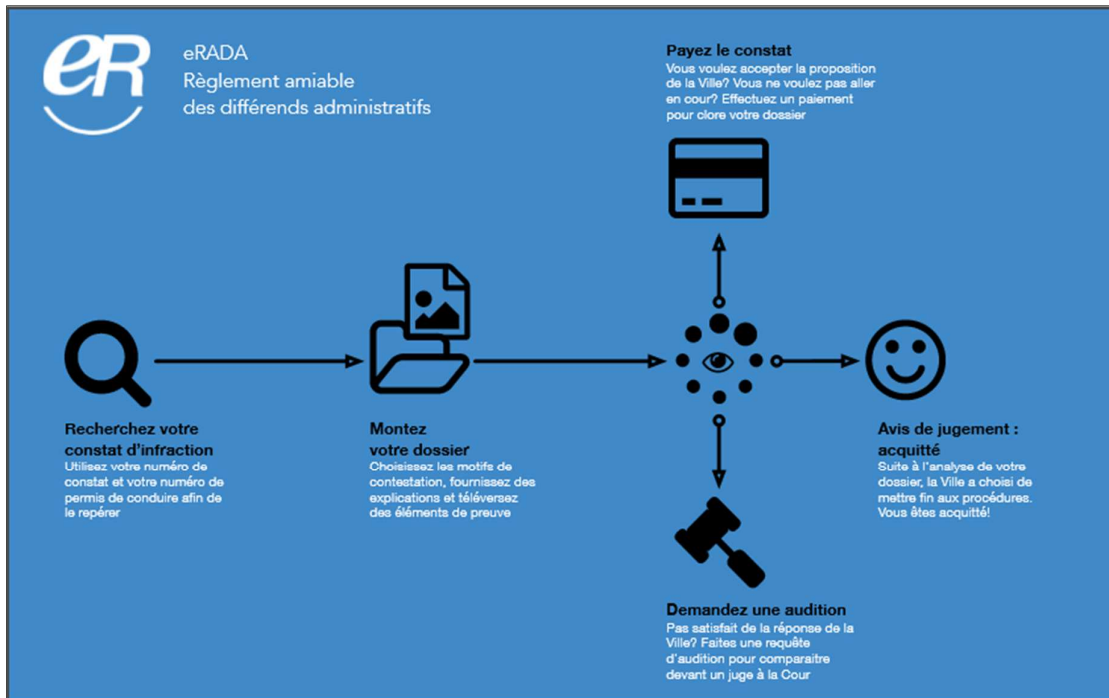 eR
eRADA
Règlement amiable
des différends administratifs
Payez le constat
Vous voulez accepter la proposition
de la Ville? Vous ne voulez pas aller
en cour? Effectuez un paiement
pour clore votre dossier
Recherchez votre
constat d'infraction
Utilisez votre numéro de
constat et votre numéro de
permis de conduire afin de
le repérer
Montez
votre dossier
Choisissez les motifs de
contestation, fournissez des
explications et téléversez
des éléments de preuve
Avis de jugement :
acquitté
Suite à l'analyse de votre
dossier, la Ville a choisi de
mettre fin aux procédures.
Vous êtes acquitté!
Demandez une audition
Pas satisfait de la réponse de la
Ville? Faites une requête
d'audition pour comparaitre
devant un juge à la Cour